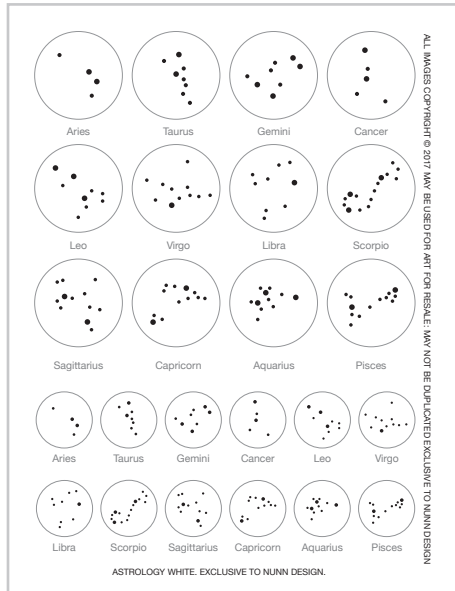 Aries Taurus Gemini Cancer
Leo Virgo Libra Scorpio
Sagittarius Capricorn Aquarius Pisces
Aries Taurus Gemini Cancer Leo Virgo
Libra Scorpio Sagittarius Capricorn Aquarius Pisces
ASTROLOGY WHITE. EXCLUSIVE TO NUNN DESIGN.
ALL IMAGES COPYRIGHT © 2017 MAY BE USED FOR ART FOR RESALE; MAY NOT BE DUPLICATED EXCLUSIVE TO NUNN DESIGN